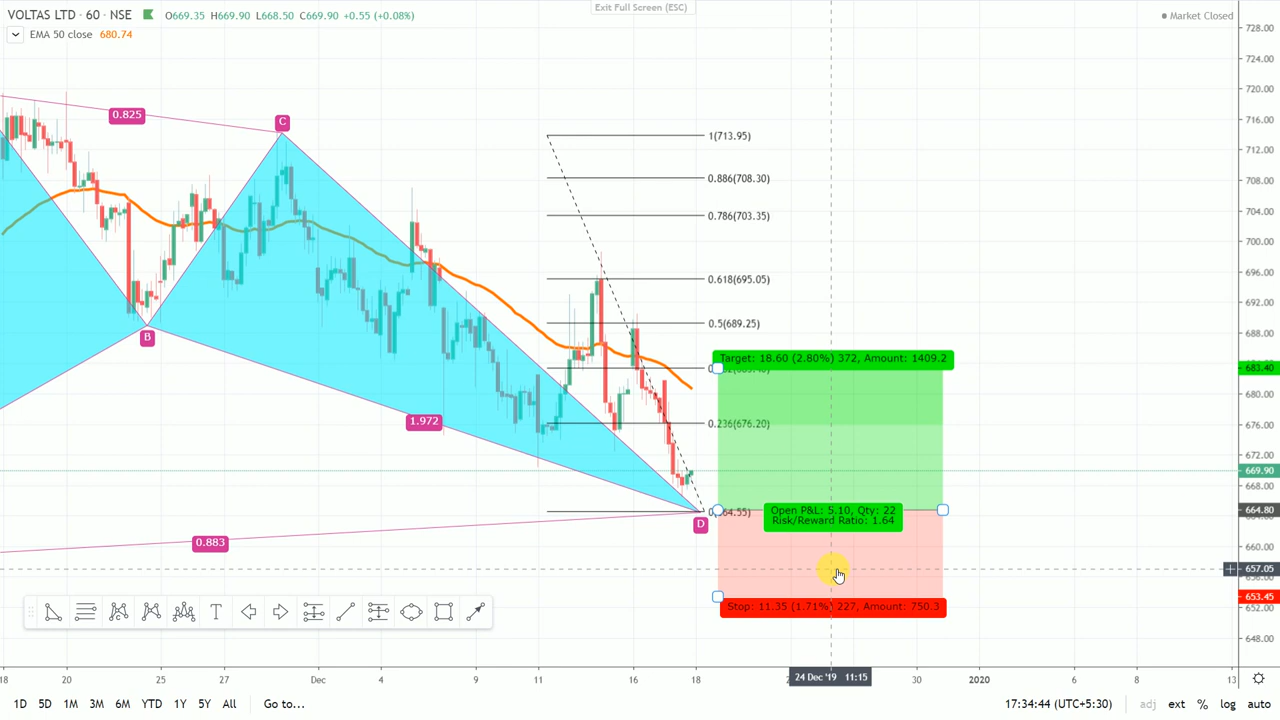 Exit Full Screen (ESC)
VOLTAS LTD · 60 · NSE O669.35 H669.90 L668.50 C669.90 +0.55 (+0.08%)
Market Closed
EMA 50 close 680.74
728.00
724.00
720.00
716.00
712.00
708.00
704.00
700.00
696.00
692.00
688.00
683.40
680.00
676.00
672.00
669.90
668.00
664.80
660.00
657.05
653.45
652.00
648.00
0.825
C
B
1.972
0.883
D
1(713.95)
0.886(708.30)
0.786(703.35)
0.618(695.05)
0.5(689.25)
0.236(676.20)
Target: 18.60 (2.80%) 372, Amount: 1409.2
Open P&L: 5.10, Qty: 22
Risk/Reward Ratio: 1.64
Stop: 11.35 (1.71%) 227, Amount: 750.3
T
18 20 25 27 Dec 4 9 11 16 18 24 Dec '19 11:15 30 2020 6 8 13
1D 5D 1M 3M 6M YTD 1Y 5Y All Go to... 17:34:44 (UTC+5:30) adj ext % log auto